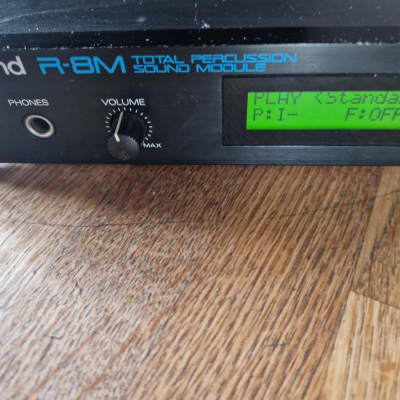 nd R-8M TOTAL PERCUSSION
SOUND MODULE
PHONES
VOLUME
MAX
PLAY <Standa
P:I- F:OFF